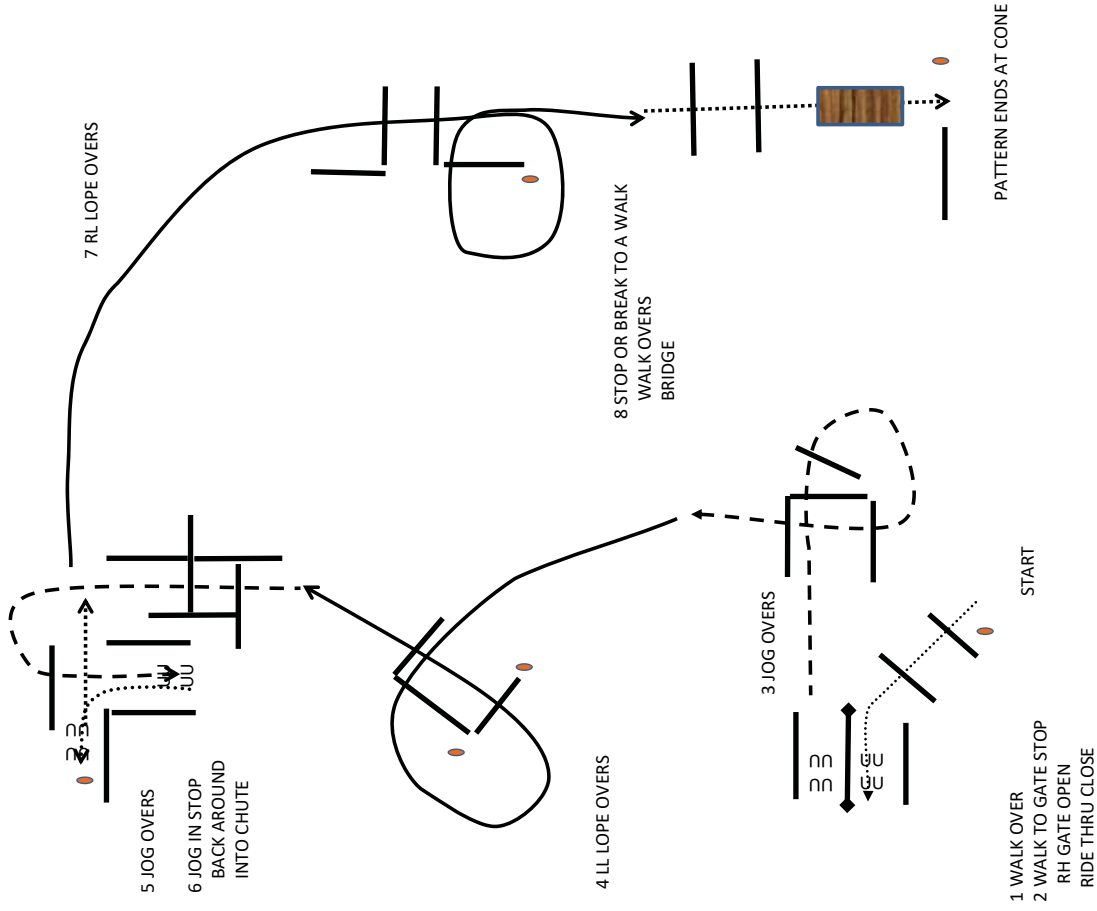 1 WALK OVER
2 WALK TO GATE STOP
RH GATE OPEN
RIDE THRU CLOSE
START
3 JOG OVERS
4 LL LOPE OVERS
5 JOG OVERS
6 JOG IN STOP
BACK AROUND
INTO CHUTE
7 RL LOPE OVERS
8 STOP OR BREAK TO A WALK
WALK OVERS
BRIDGE
PATTERN ENDS AT CONE